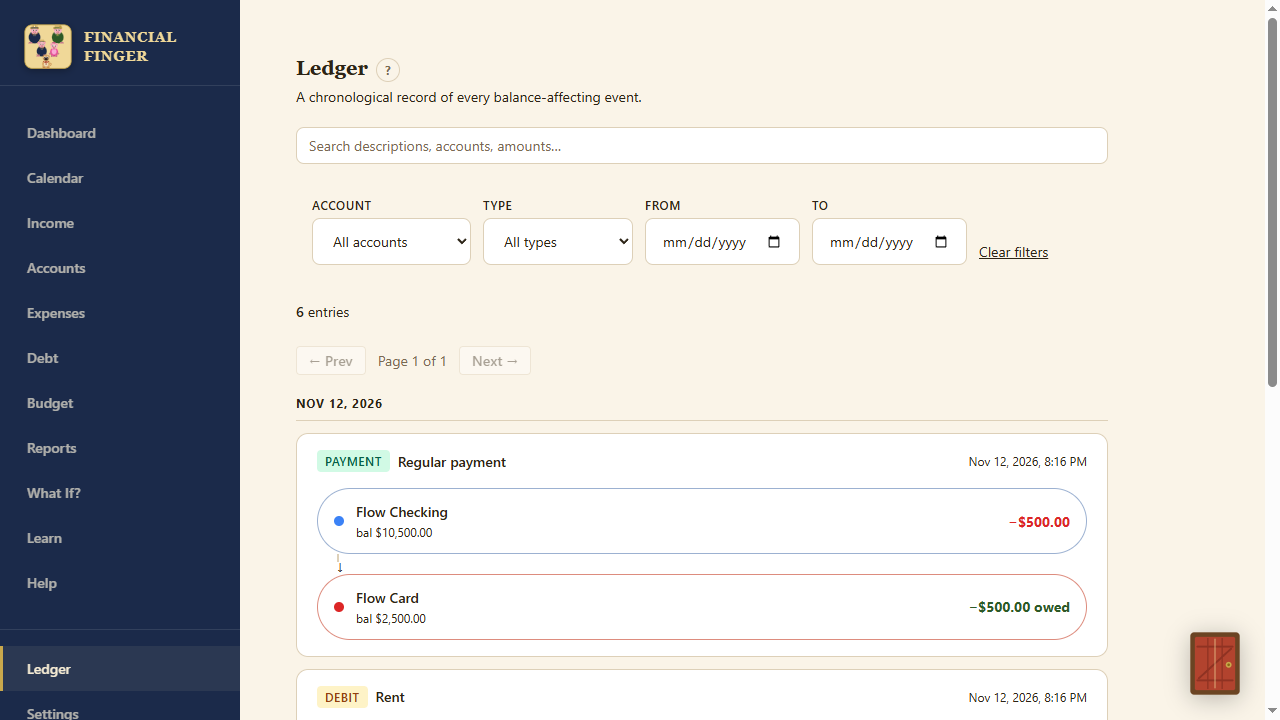 FINANCIAL
FINGER
Dashboard
Calendar
Income
Accounts
Expenses
Debt
Budget
Reports
What If?
Learn
Help
Ledger
Settings
Ledger ?
A chronological record of every balance-affecting event.
Search descriptions, accounts, amounts...
ACCOUNT TYPE FROM TO
All accounts All types mm/dd/yyyy mm/dd/yyyy Clear filters
6 entries
← Prev Page 1 of 1 Next →
NOV 12, 2026
PAYMENT Regular payment Nov 12, 2026, 8:16 PM
Flow Checking
bal $10,500.00
−$500.00
↓
Flow Card
bal $2,500.00
−$500.00 owed
DEBIT Rent Nov 12, 2026, 8:16 PM